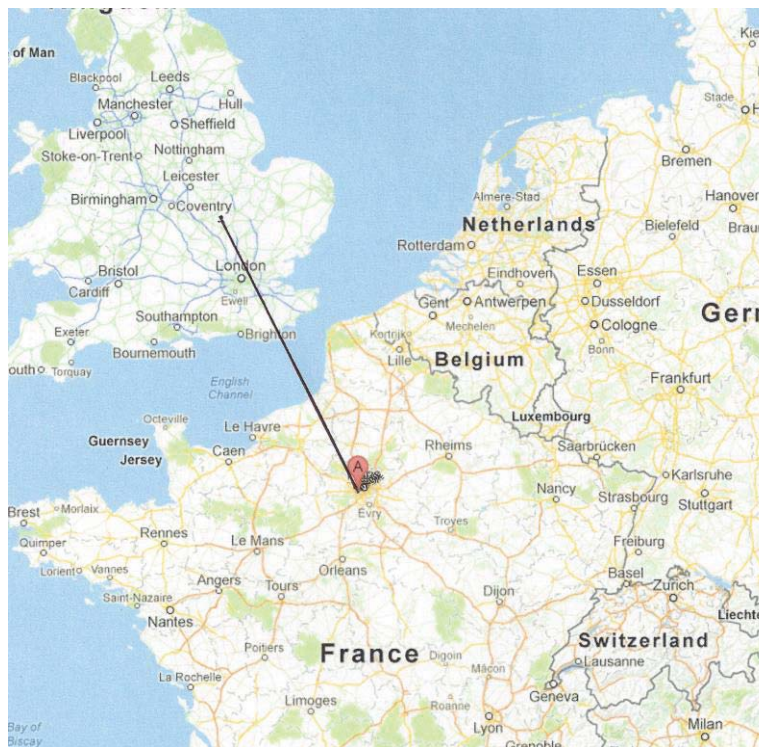 Kingdom
e of Man
Kie
Blackpool
Leeds
Hull
Stade
H
Manchester
Liverpool
Sheffield
Stoke-on-Trent
Nottingham
Bremen
Leicester
Almere-Stad
Hanover
Birmingham
Coventry
Netherlands
Bielefeld
Brau
Rotterdam
London
Bristol
Eindhoven
Essen
Cardiff
Ewell
Gent
Antwerpen
Dusseldorf
Southampton
Mechelen
Germ
Exeter
Brighton
Kortrijk
Cologne
Bournemouth
Lille
Bonn
outh
Torquay
Belgium
English
Channel
Frankfurt
Octeville
Luxembourg
Le Havre
Guernsey
Rheims
Saarbrücken
Caen
Jersey
A
Karlsruhe
Nancy
Strasbourg
Stuttgart
Brest
Morlaix
Evry
Rennes
Troyes
Quimper
Le Mans
Freiburg
Lorient
Vannes
Orleans
Basel
Zurich
Angers
Tours
Saint-Nazaire
Dijon
Liechte
Nantes
Switzerland
Poitiers
France
Digoin
Lausanne
Mâcon
La Rochelle
Geneva
Limoges
Roanne
Lyon
Milan
Bay of
Biscay
Grenoble